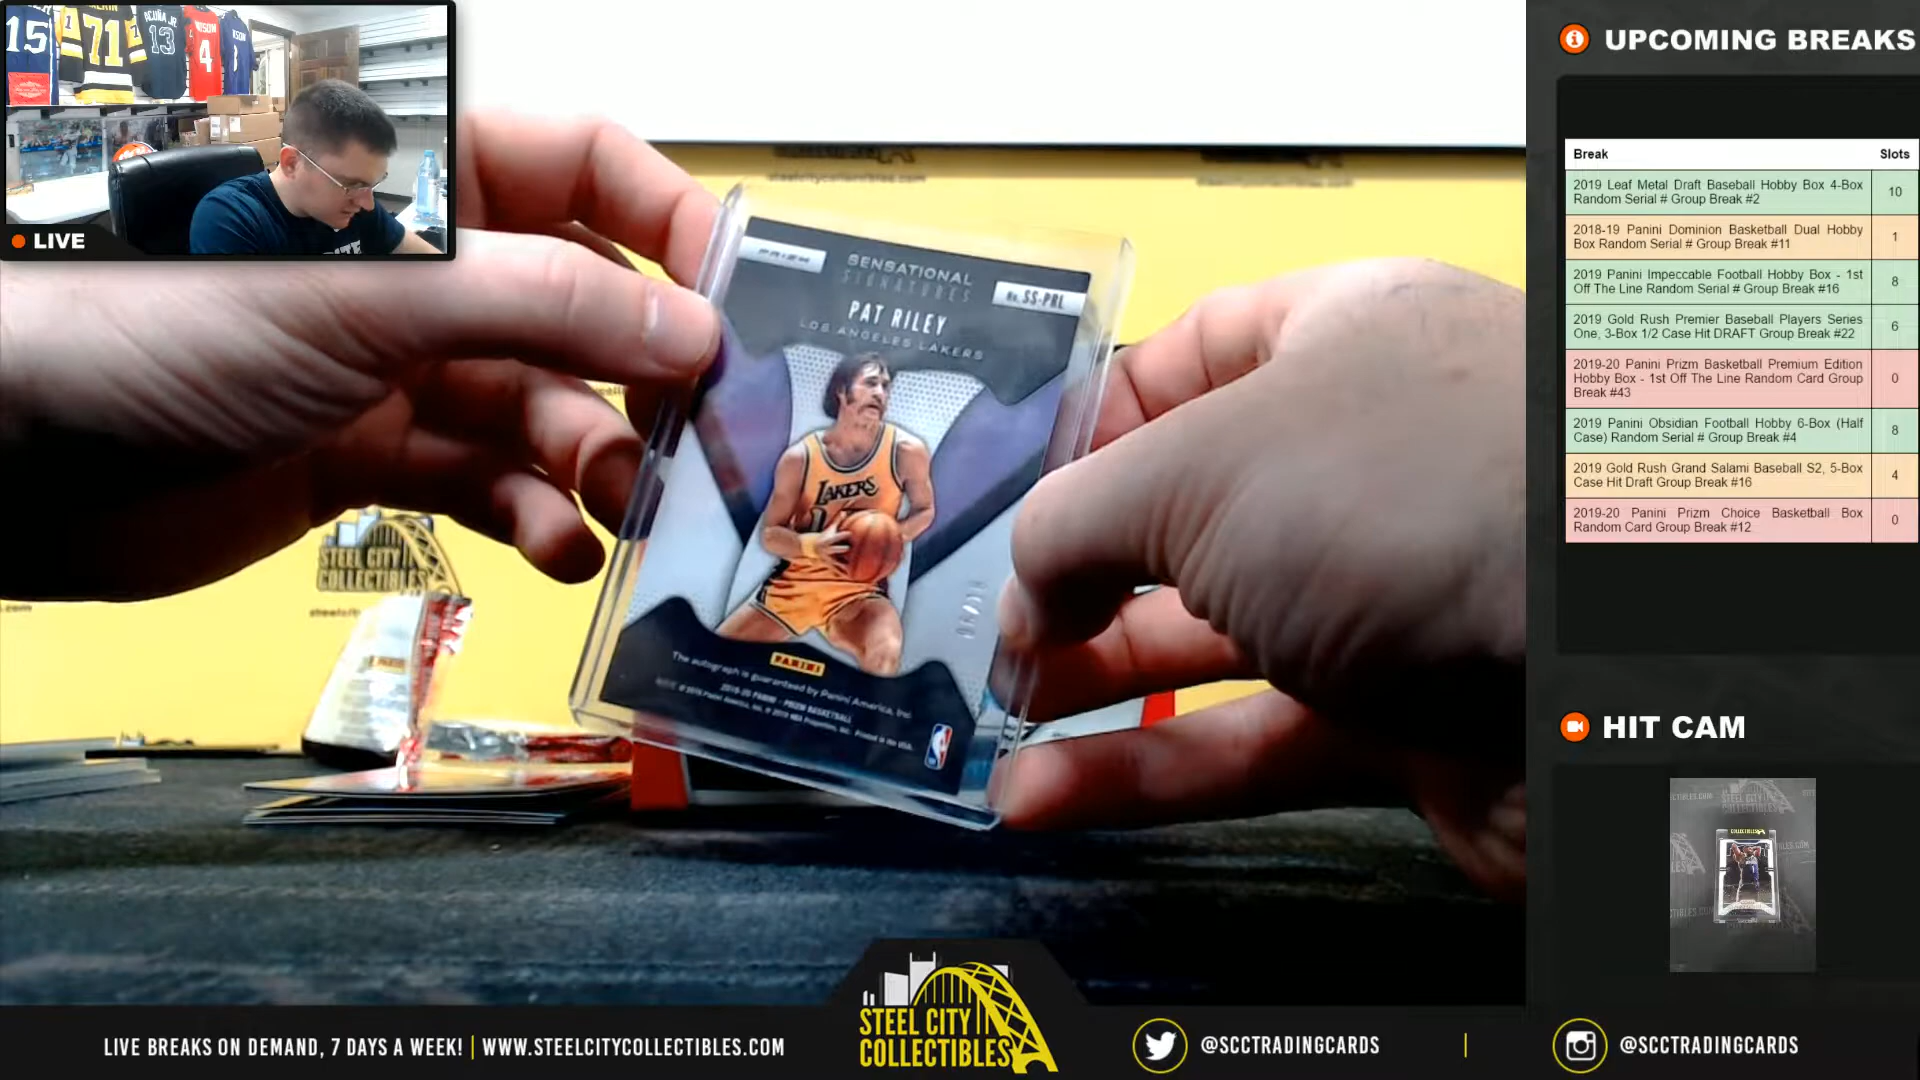 15
71
ACUÑA JR
13
4
LIVE
steelcitycollectibles.com
PRIZM
SENSATIONAL
SIGNATURES
No. SS-PRL
PAT RILEY
LOS ANGELES LAKERS
LAKERS
STEEL CITY
COLLECTIBLES
PANINI
The autograph is guaranteed by Panini America, Inc.
2019-20 PANINI - PRIZM BASKETBALL
UPCOMING BREAKS
Break Slots
2019 Leaf Metal Draft Baseball Hobby Box 4-Box
Random Serial # Group Break #2
10
2018-19 Panini Dominion Basketball Dual Hobby
Box Random Serial # Group Break #11
1
2019 Panini Impeccable Football Hobby Box - 1st
Off The Line Random Serial # Group Break #16
8
2019 Gold Rush Premier Baseball Players Series
One, 3-Box 1/2 Case Hit DRAFT Group Break #22
6
2019-20 Panini Prizm Basketball Premium Edition
Hobby Box - 1st Off The Line Random Card Group
Break #43
0
2019 Panini Obsidian Football Hobby 6-Box (Half
Case) Random Serial # Group Break #4
8
2019 Gold Rush Grand Salami Baseball S2, 5-Box
Case Hit Draft Group Break #16
4
2019-20 Panini Prizm Choice Basketball Box
Random Card Group Break #12
0
HIT CAM
LIVE BREAKS ON DEMAND, 7 DAYS A WEEK! | WWW.STEELCITYCOLLECTIBLES.COM
STEEL CITY
COLLECTIBLES
@SCCTRADINGCARDS
|
@SCCTRADINGCARDS